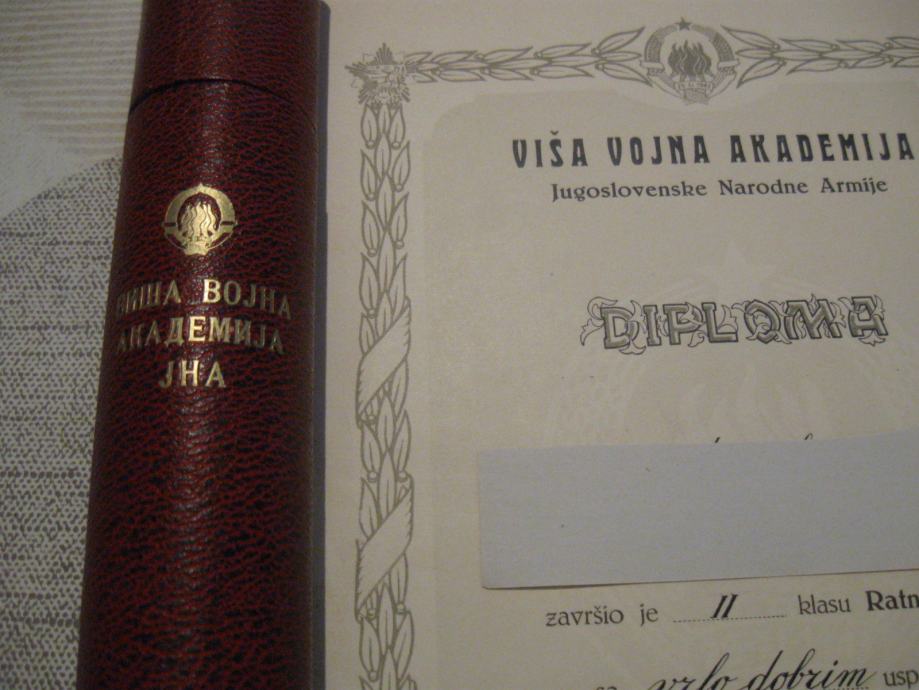 ВИША ВОЈНА
АКАДЕМИЈА
ЈНА
VIŠA VOJNA AKADEMIJA
Jugoslovenske Narodne Armije
DIPLOMA
završio je II klasu Ratn
sa vrlo dobrim usp